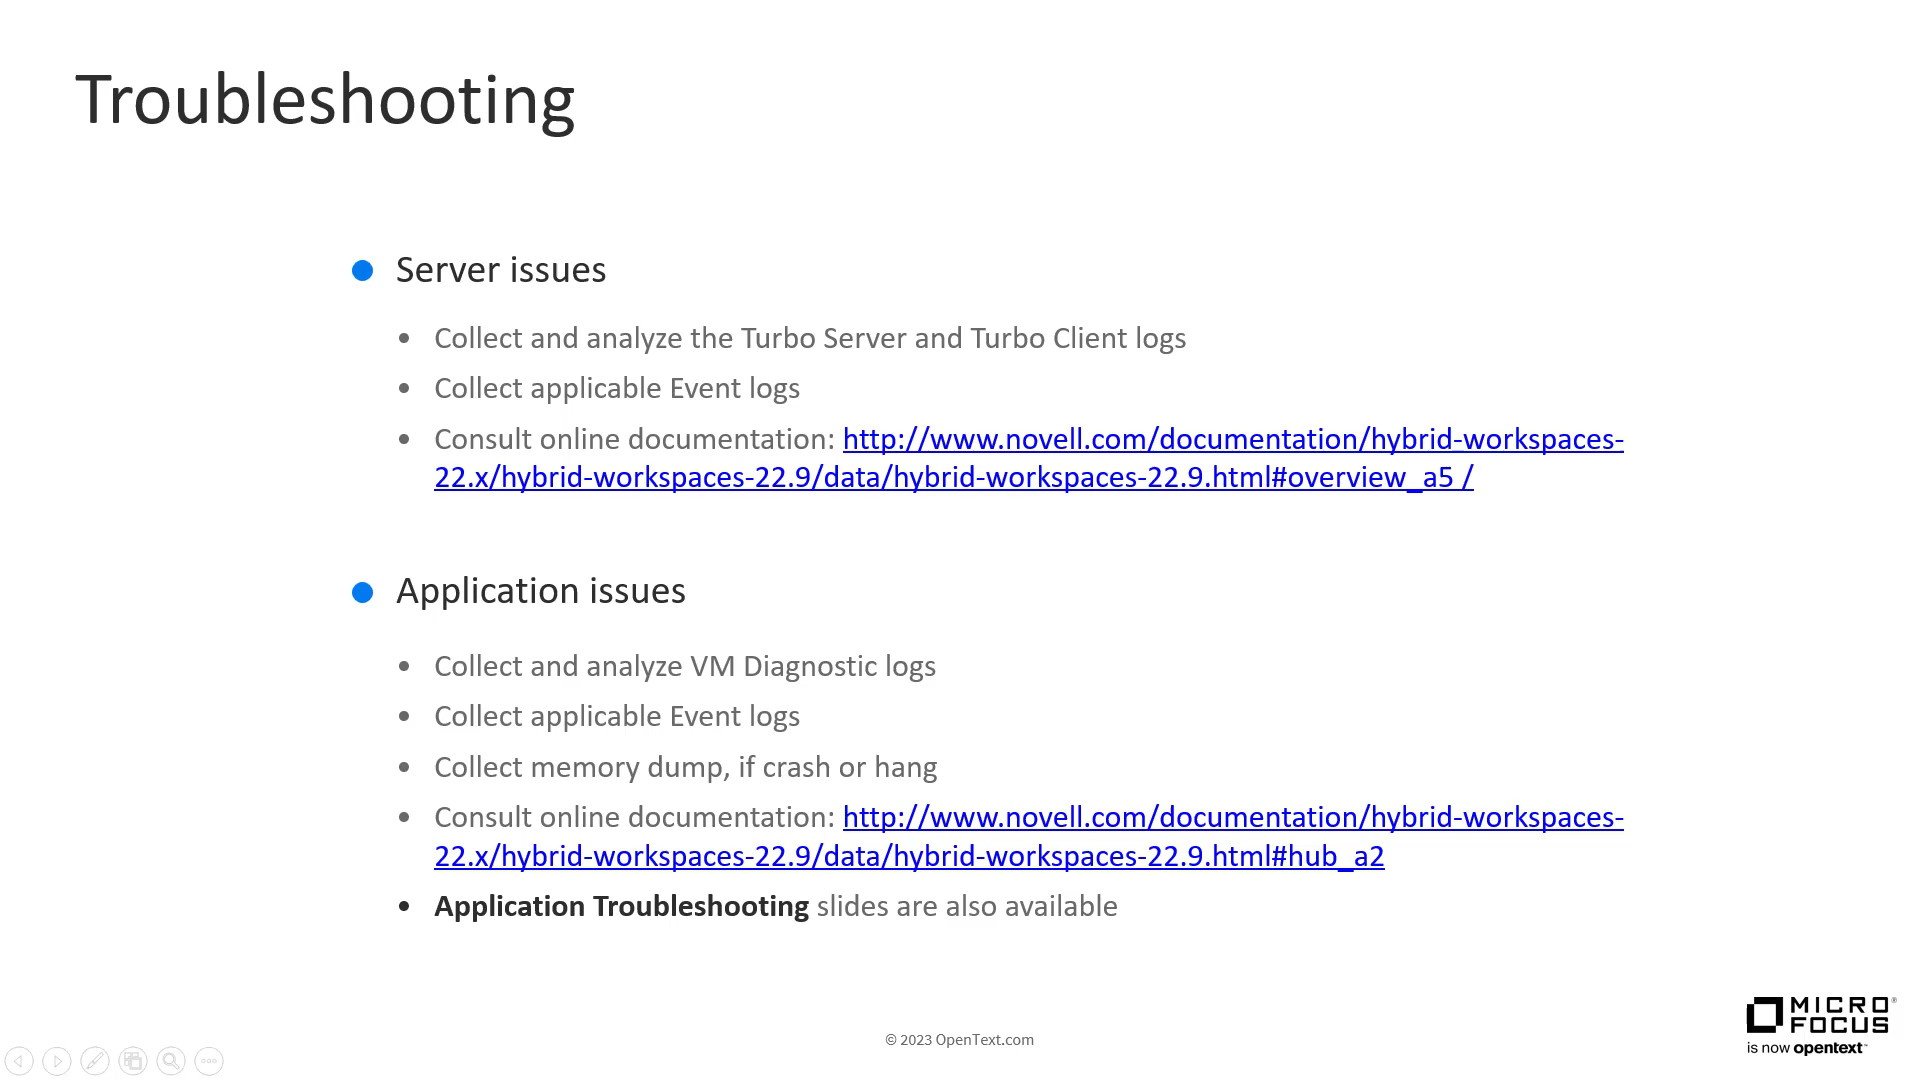 Troubleshooting
Server issues
• Collect and analyze the Turbo Server and Turbo Client logs
• Collect applicable Event logs
• Consult online documentation: http://www.novell.com/documentation/hybrid-workspaces-
22.x/hybrid-workspaces-22.9/data/hybrid-workspaces-22.9.html#overview_a5 /
Application issues
• Collect and analyze VM Diagnostic logs
• Collect applicable Event logs
• Collect memory dump, if crash or hang
• Consult online documentation: http://www.novell.com/documentation/hybrid-workspaces-
22.x/hybrid-workspaces-22.9/data/hybrid-workspaces-22.9.html#hub_a2
• Application Troubleshooting slides are also available
© 2023 OpenText.com
MICRO®
FOCUS
is now opentext™